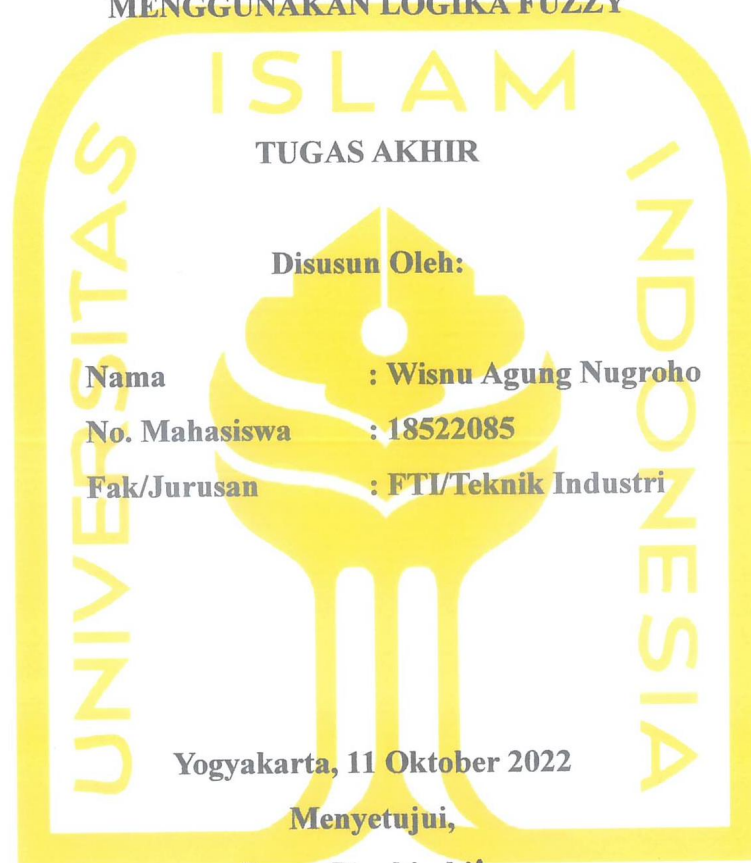 MENGGUNAKAN LOGIKA FUZZY
UNIVERSITAS ISLAM INDONESIA
TUGAS AKHIR
Disusun Oleh:
Nama : Wisnu Agung Nugroho
No. Mahasiswa : 18522085
Fak/Jurusan : FTI/Teknik Industri
Yogyakarta, 11 Oktober 2022
Menyetujui,